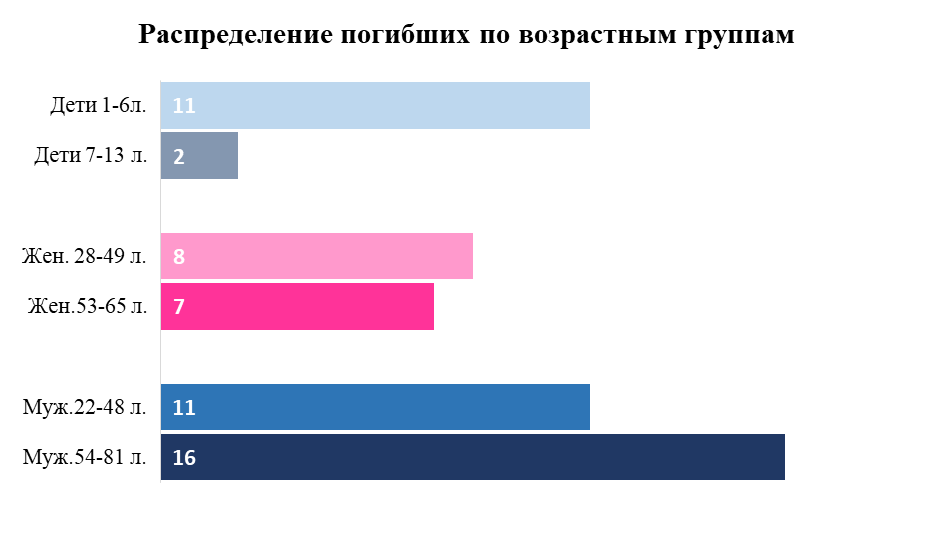 Распределение погибших по возрастным группам
Дети 1-6л. 11
Дети 7-13 л. 2
Жен. 28-49 л. 8
Жен.53-65 л. 7
Муж.22-48 л. 11
Муж.54-81 л. 16